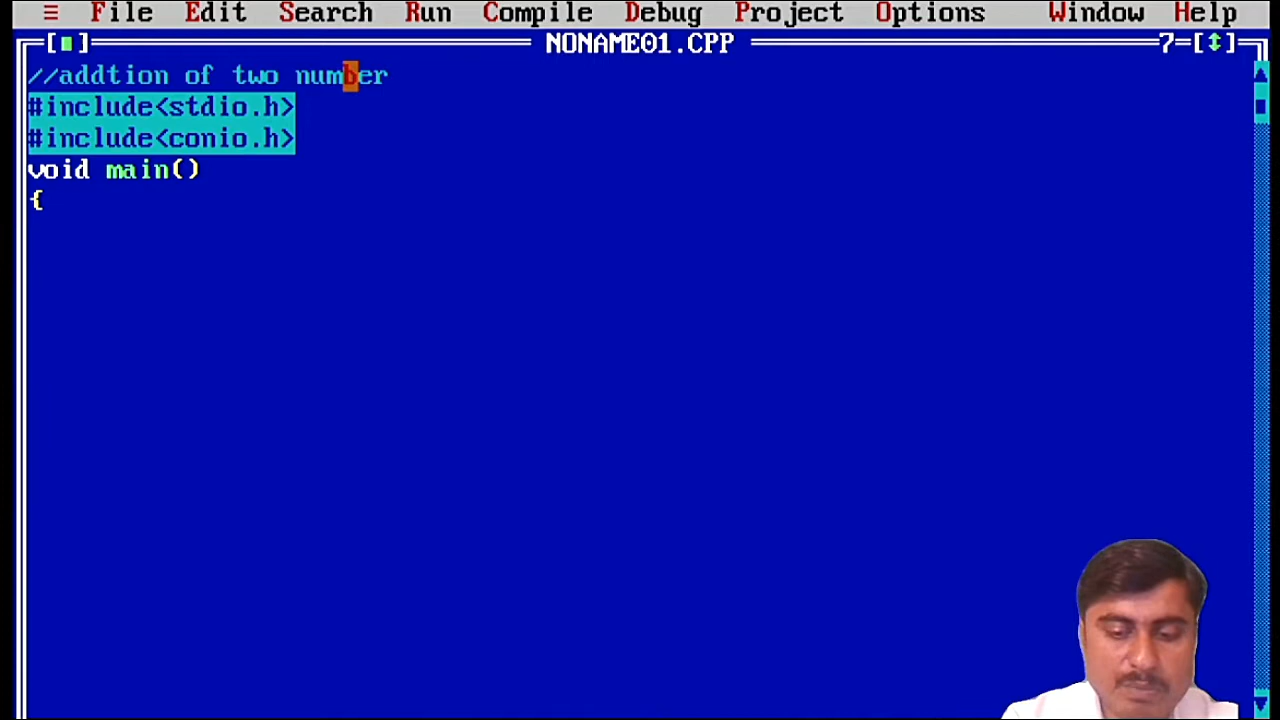 ≡ File Edit Search Run Compile Debug Project Options Window Help
[■] NONAME01.CPP 7 [↕]
//addtion of two number
#include<stdio.h>
#include<conio.h>
void main()
{